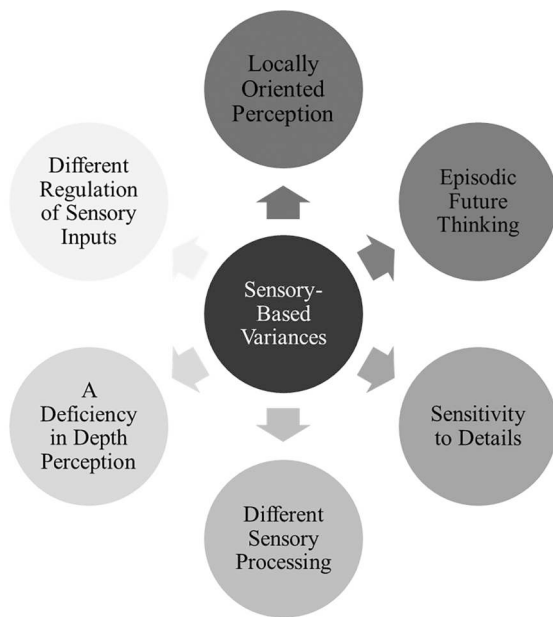 Locally
Oriented
Perception
Different
Regulation
of Sensory
Inputs
Episodic
Future
Thinking
Sensory-
Based
Variances
A
Deficiency
in Depth
Perception
Sensitivity
to Details
Different
Sensory
Processing